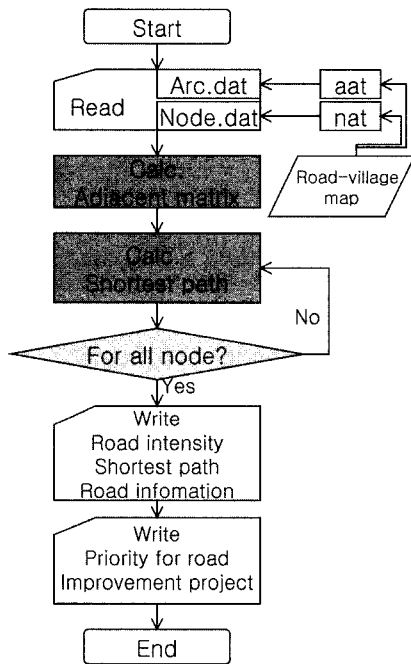 Start
Arc.dat
aat
Read
Node.dat
nat
Road-village
map
Calc.
Adjacent matrix
Calc.
Shortest path
No
For all node?
Yes
Write
Road intensity
Shortest path
Road infomation
Write
Priority for road
Improvement project
End